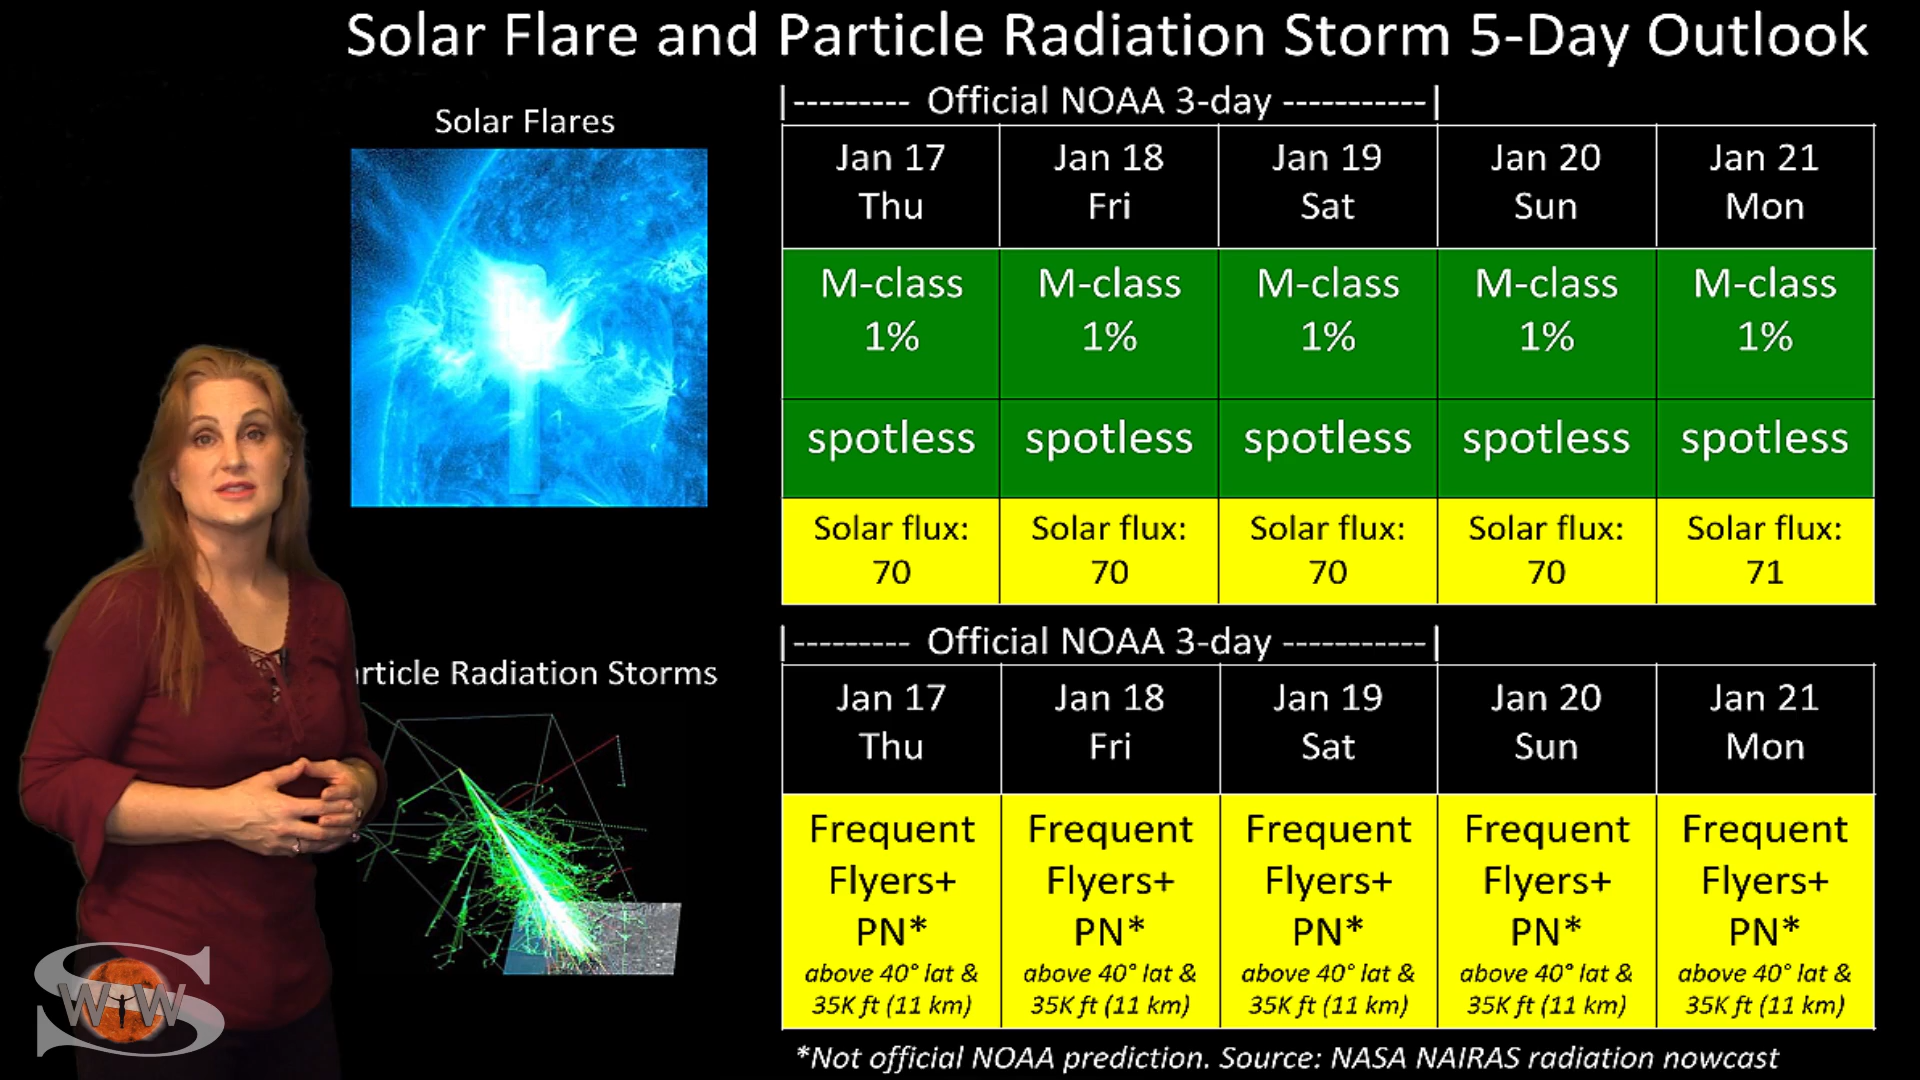 Solar Flare and Particle Radiation Storm 5-Day Outlook
Solar Flares
|--------- Official NOAA 3-day -----------|
Jan 17 Jan 18 Jan 19 Jan 20 Jan 21
Thu Fri Sat Sun Mon
M-class M-class M-class M-class M-class
1% 1% 1% 1% 1%
spotless spotless spotless spotless spotless
Solar flux: Solar flux: Solar flux: Solar flux: Solar flux:
70 70 70 70 71
article Radiation Storms
|--------- Official NOAA 3-day -----------|
Jan 17 Jan 18 Jan 19 Jan 20 Jan 21
Thu Fri Sat Sun Mon
Frequent Frequent Frequent Frequent Frequent
Flyers+ Flyers+ Flyers+ Flyers+ Flyers+
PN* PN* PN* PN* PN*
above 40° lat & above 40° lat & above 40° lat & above 40° lat & above 40° lat &
35K ft (11 km) 35K ft (11 km) 35K ft (11 km) 35K ft (11 km) 35K ft (11 km)
*Not official NOAA prediction. Source: NASA NAIRAS radiation nowcast
S
WTW